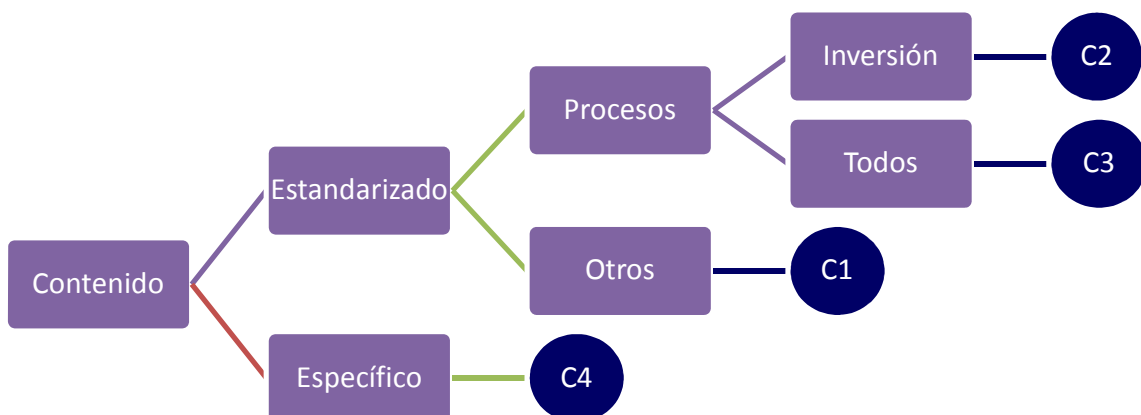 Inversión
C2
Procesos
Todos
C3
Estandarizado
Otros
C1
Contenido
Específico
C4